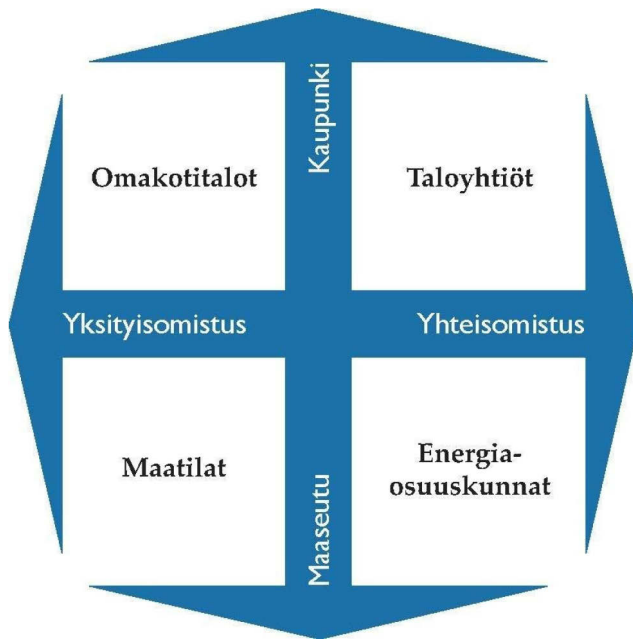 Kaupunki
Omakotitalot
Taloyhtiöt
Yksityisomistus
Yhteisomistus
Maatilat
Energia-
osuuskunnat
Maaseutu